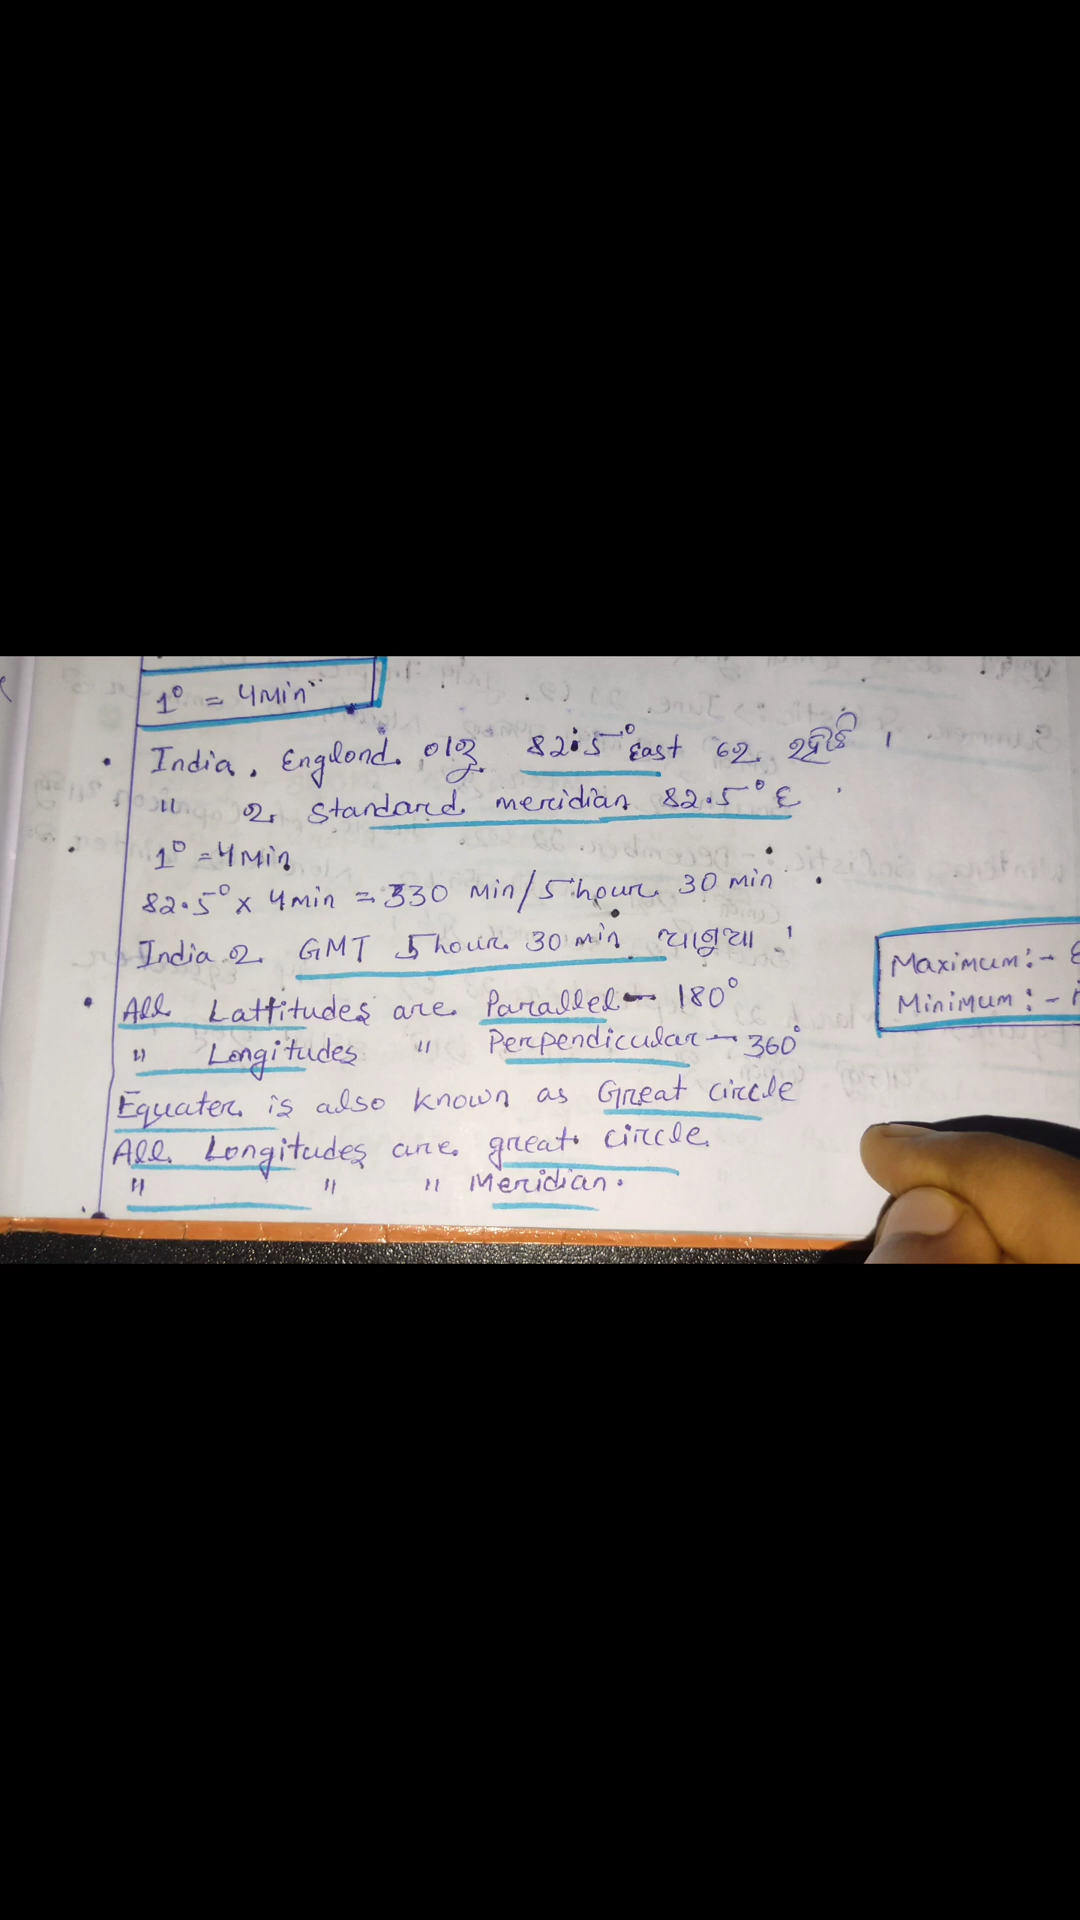 1° = 4Min
India, England ଠାରୁ 82.5° East ରେ ରହିଛି ।
" ର Standard meridian 82.5° E
1° = 4Min
82.5° x 4min = 330 Min/5 hour 30 min
India ର GMT 5 hour 30 min
All Lattitudes are Parallel - 180°
" Longitudes " Perpendicular - 360°
Equater is also known as Great circle
All Longitudes are great circle
" " " Meridian.
Maximum:-
Minimum:-